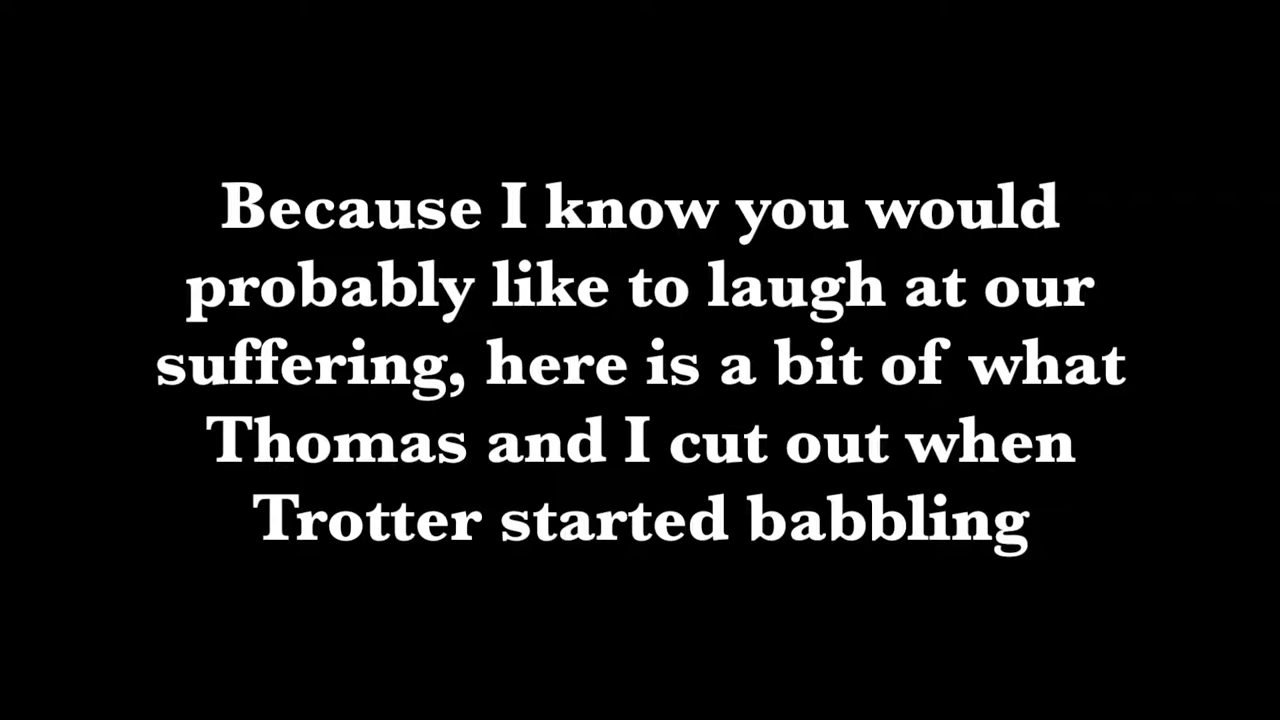 Because I know you would
probably like to laugh at our
suffering, here is a bit of what
Thomas and I cut out when
Trotter started babbling